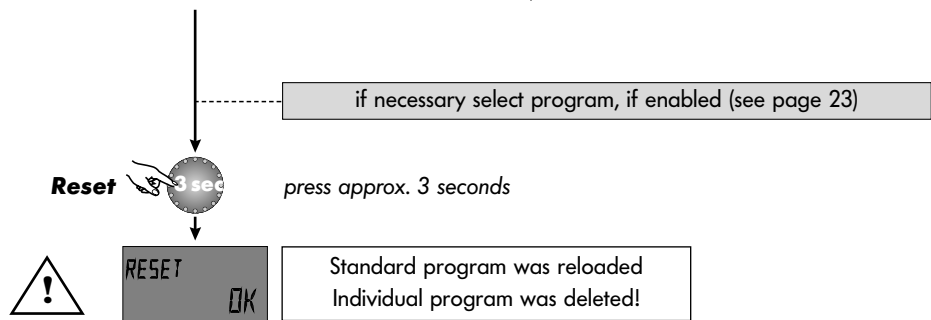 if necessary select program, if enabled (see page 23)
Reset 3 sec press approx. 3 seconds
RESET
OK
Standard program was reloaded
Individual program was deleted!
!